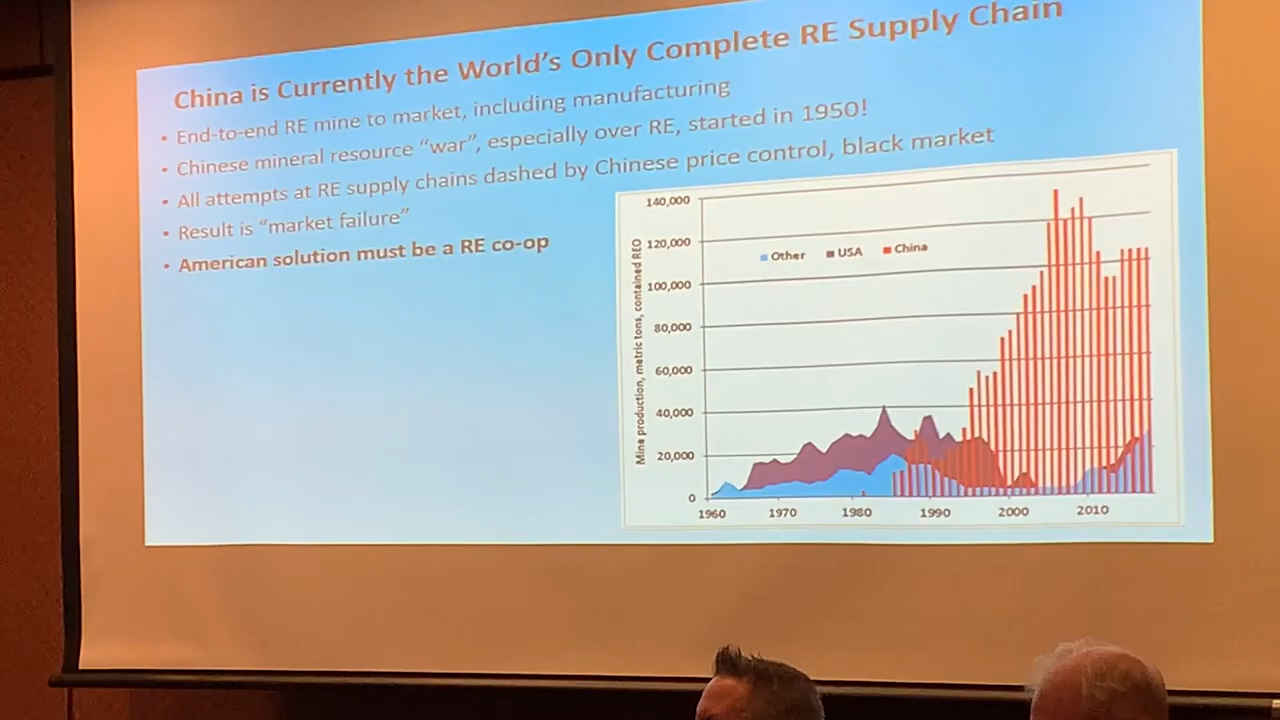 China is Currently the World's Only Complete RE Supply Chain
• End-to-end RE mine to market, including manufacturing
• Chinese mineral resource "war", especially over RE, started in 1950!
• All attempts at RE supply chains dashed by Chinese price control, black market
• Result is "market failure"
• American solution must be a RE co-op
Mine production, metric tons, contained REO
140,000
120,000
100,000
80,000
60,000
40,000
20,000
0
Other USA China
1960 1970 1980 1990 2000 2010